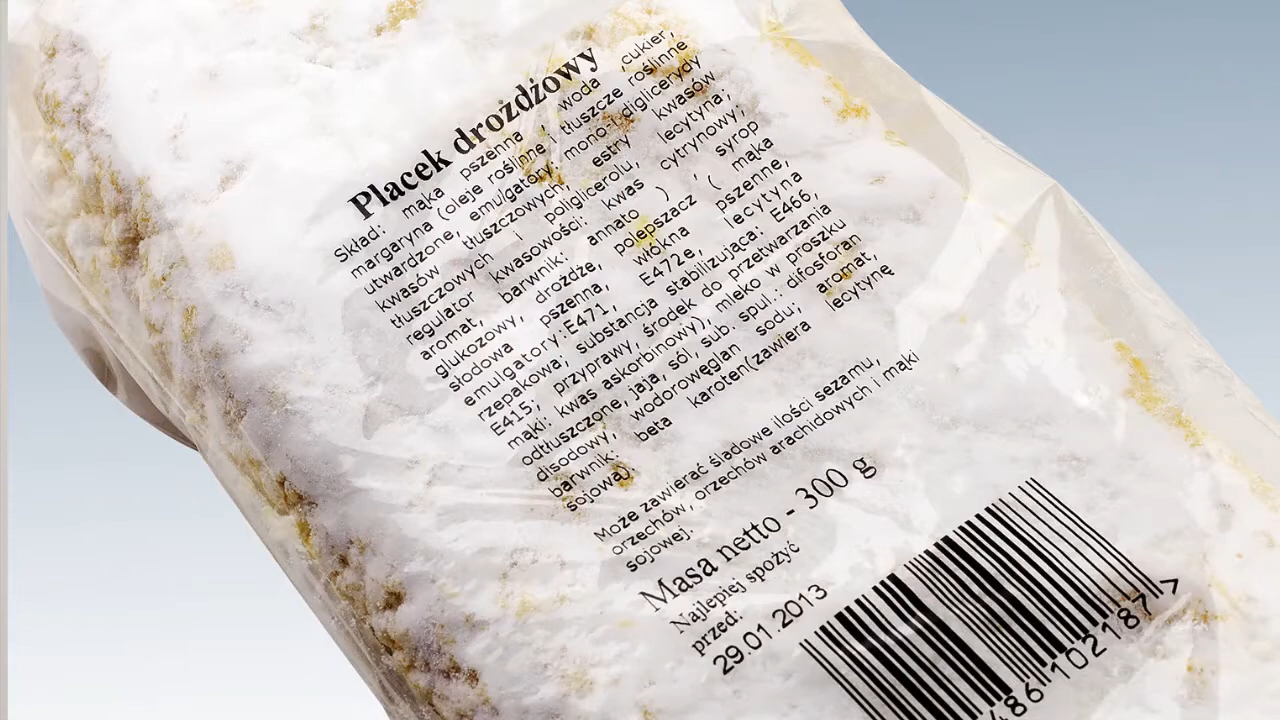 Placek drożdżowy
Skład: mąka pszenna , woda ,cukier,
margaryna (oleje roślinne i tłuszcze roślinne
utwardzone, emulgatory: mono-i diglicerydy
kwasów tłuszczowych, estry kwasów
tłuszczowych i poliglicerolu, lecytyna;
regulator kwasowości: kwas cytrynowy,
aromat, barwnik: annato ) , syrop
glukozowy, drożdże, polepszacz ( mąka
słodowa pszenna, włókna pszenne,
emulgatory:E471, E472e, lecytyna
rzepakowa; substancja stabilizująca: E466,
E415; przyprawy, środek do przetwarzania
mąki: kwas askorbinowy), mleko w proszku
odtłuszczone, jaja, sól, sub. spul.: difosforan
disodowy, wodorowęglan sodu; aromat,
barwnik: beta karoten(zawiera lecytynę
sojową)
Może zawierać śladowe ilości sezamu,
orzechów, orzechów arachidowych i mąki
sojowej.
Masa netto - 300 g
Najlepiej spożyć
przed:
29.01.2013
486102187 >